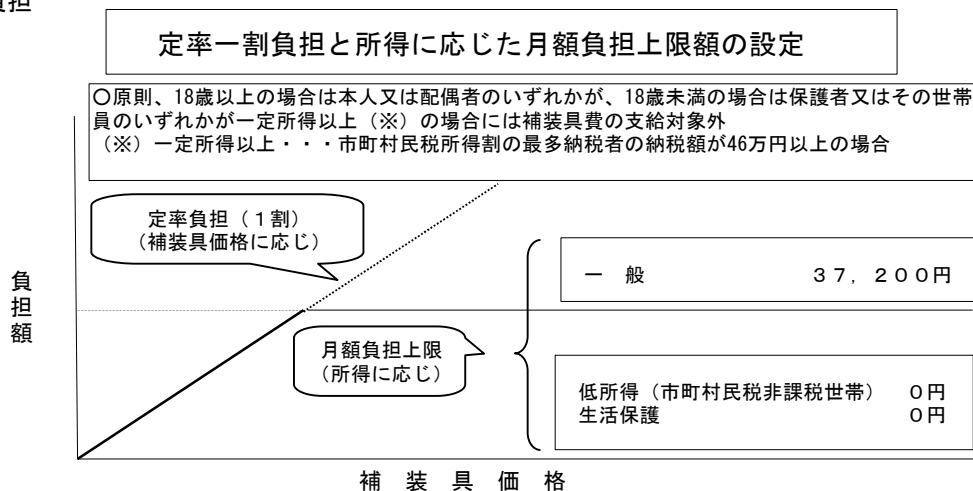 負担
定率一割負担と所得に応じた月額負担上限額の設定
〇原則、18歳以上の場合は本人又は配偶者のいずれかが、18歳未満の場合は保護者又はその世帯
員のいずれかが一定所得以上（※）の場合には補装具費の支給対象外
（※）一定所得以上・・・市町村民税所得割の最多納税者の納税額が46万円以上の場合
定率負担（１割）
（補装具価格に応じ）
一　般　　　　　３７，２００円
負担額
月額負担上限
（所得に応じ）
低所得（市町村民税非課税世帯）　０円
生活保護　　　　　　　　　　　０円
補　装　具　価　格